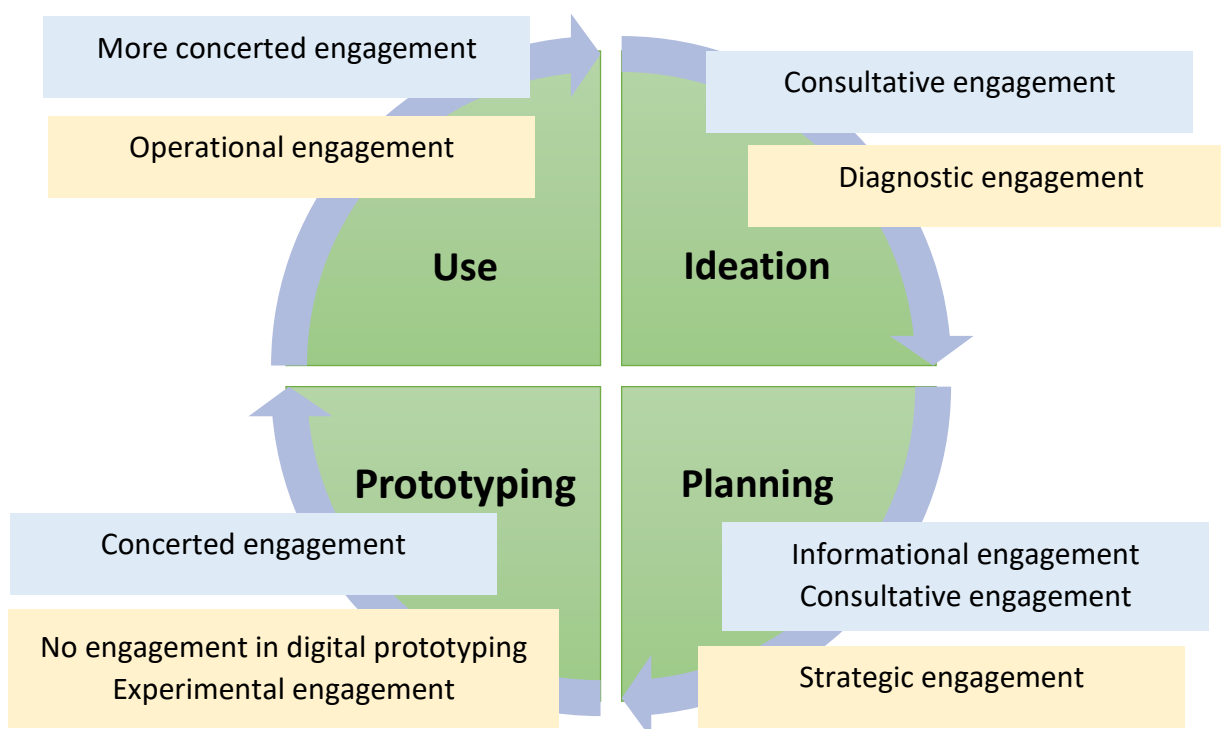 More concerted engagement
Operational engagement
Use
Consultative engagement
Diagnostic engagement
Ideation
Prototyping
Concerted engagement
No engagement in digital prototyping
Experimental engagement
Planning
Informational engagement
Consultative engagement
Strategic engagement